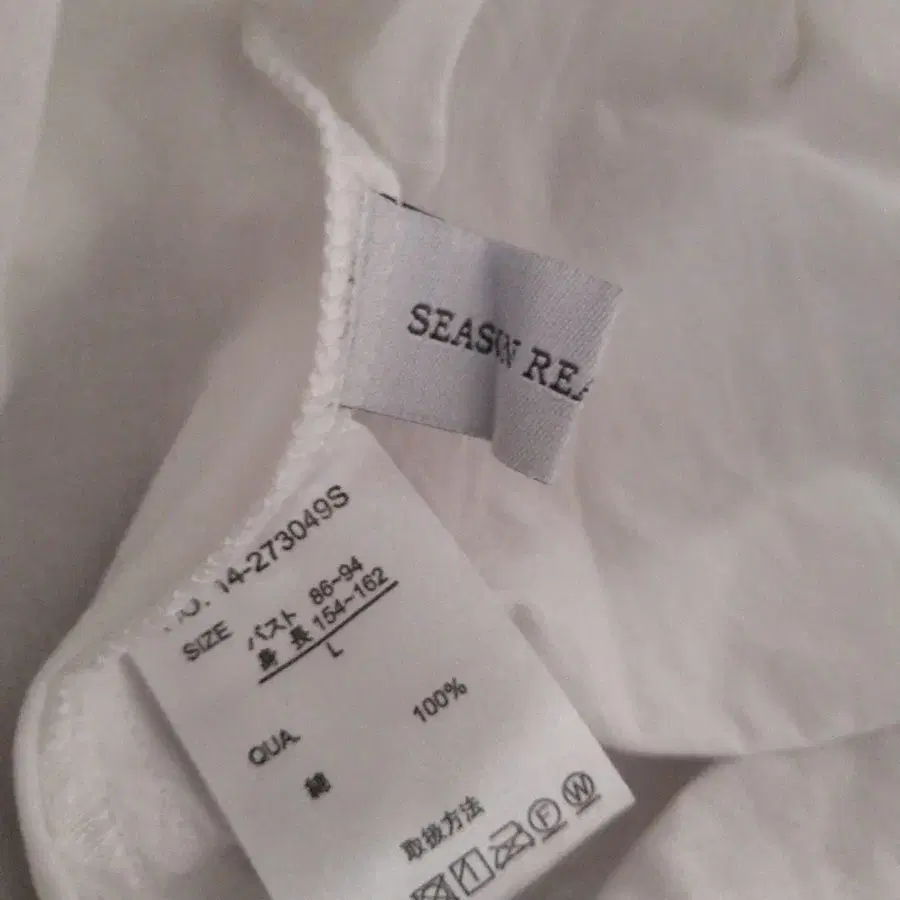 SEASON REA
14-273049S
SIZE
バスト 86~94
身長 154~162
L
QUA.
綿 100%
取扱方法
F W